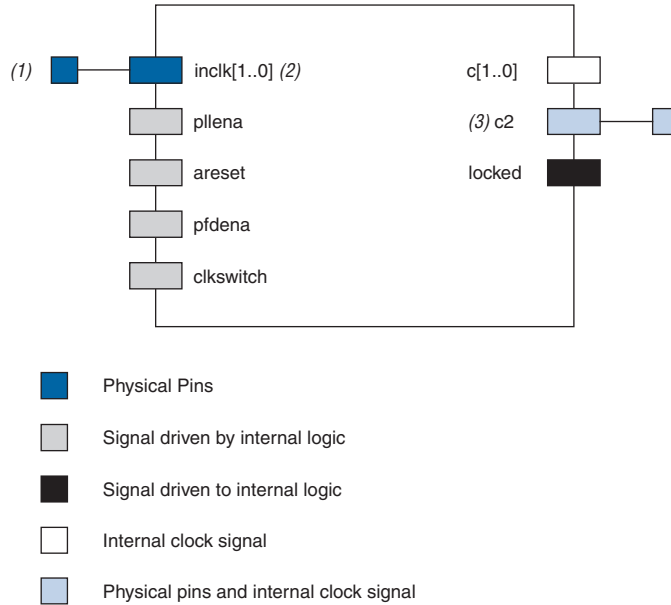 (1) inclk[1..0] (2) c[1..0]
pllena (3) c2
areset locked
pfdena
clkswitch
Physical Pins
Signal driven by internal logic
Signal driven to internal logic
Internal clock signal
Physical pins and internal clock signal